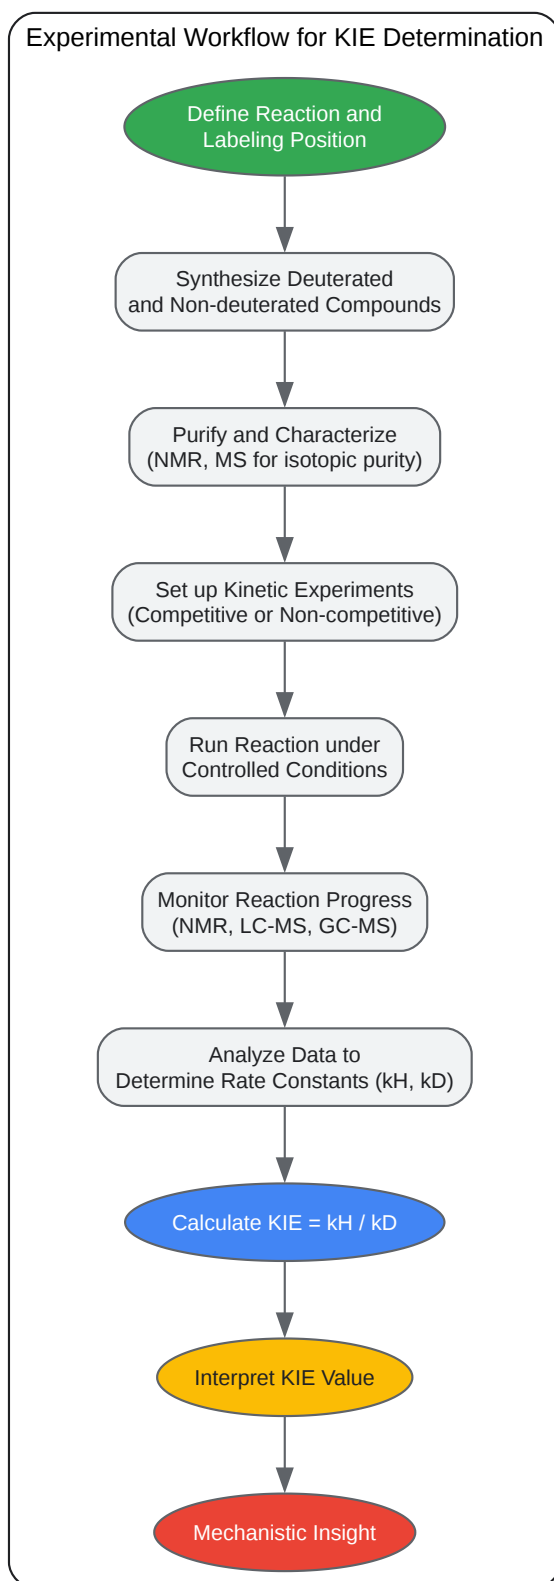 Experimental Workflow for KIE Determination
Define Reaction and
Labeling Position
Synthesize Deuterated
and Non-deuterated Compounds
Purify and Characterize
(NMR, MS for isotopic purity)
Set up Kinetic Experiments
(Competitive or Non-competitive)
Run Reaction under
Controlled Conditions
Monitor Reaction Progress
(NMR, LC-MS, GC-MS)
Analyze Data to
Determine Rate Constants (kH, kD)
Calculate KIE = kH / kD
Interpret KIE Value
Mechanistic Insight